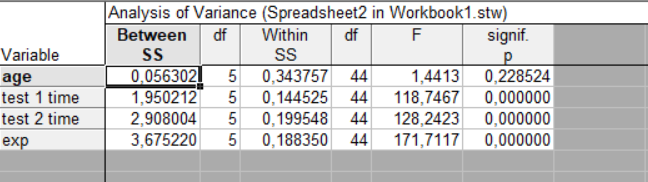 Analysis of Variance (Spreadsheet2 in Workbook1.stw)
Variable Between SS df Within SS df F signif. p
age 0,056302 5 0,343757 44 1,4413 0,228524
test 1 time 1,950212 5 0,144525 44 118,7467 0,000000
test 2 time 2,908004 5 0,199548 44 128,2423 0,000000
exp 3,675220 5 0,188350 44 171,7117 0,000000